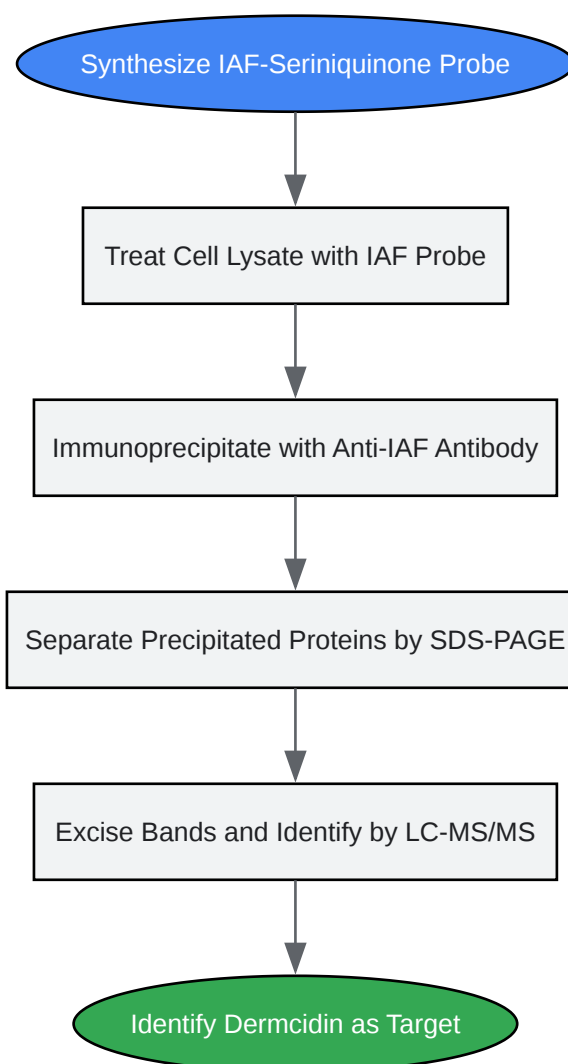 Synthesize IAF-Seriniquinone Probe
Treat Cell Lysate with IAF Probe
Immunoprecipitate with Anti-IAF Antibody
Separate Precipitated Proteins by SDS-PAGE
Excise Bands and Identify by LC-MS/MS
Identify Dermcidin as Target